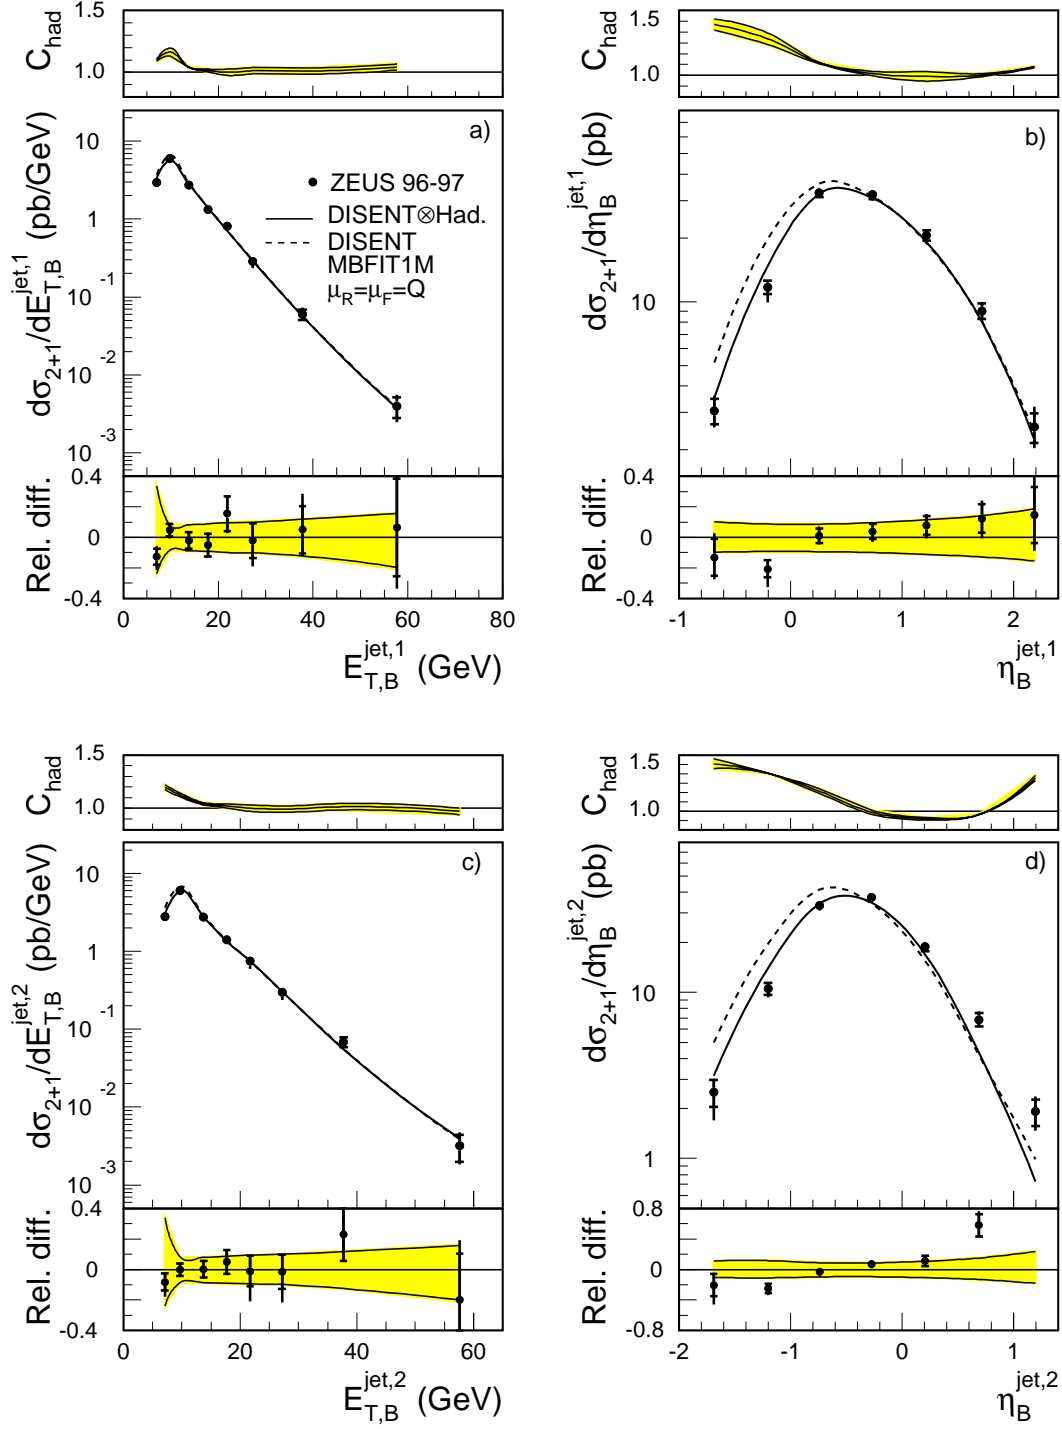 C_had
1.5
1.0
a)
dσ_2+1/dE_T,B^jet,1 (pb/GeV)
10
1
10^-1
10^-2
10^-3
ZEUS 96-97
DISENT⊗Had.
DISENT
MBFIT1M
μ_R=μ_F=Q
Rel. diff.
0.4
0
-0.4
0 20 40 60 80
E_T,B^jet,1 (GeV)
C_had
1.5
1.0
b)
dσ_2+1/dη_B^jet,1 (pb)
10
Rel. diff.
0.4
0
-0.4
-1 0 1 2
η_B^jet,1
C_had
1.5
1.0
c)
dσ_2+1/dE_T,B^jet,2 (pb/GeV)
10
1
10^-1
10^-2
10^-3
Rel. diff.
0.4
0
-0.4
0 20 40 60
E_T,B^jet,2 (GeV)
C_had
1.5
1.0
d)
dσ_2+1/dη_B^jet,2 (pb)
10
1
Rel. diff.
0.8
0
-0.8
-2 -1 0 1
η_B^jet,2